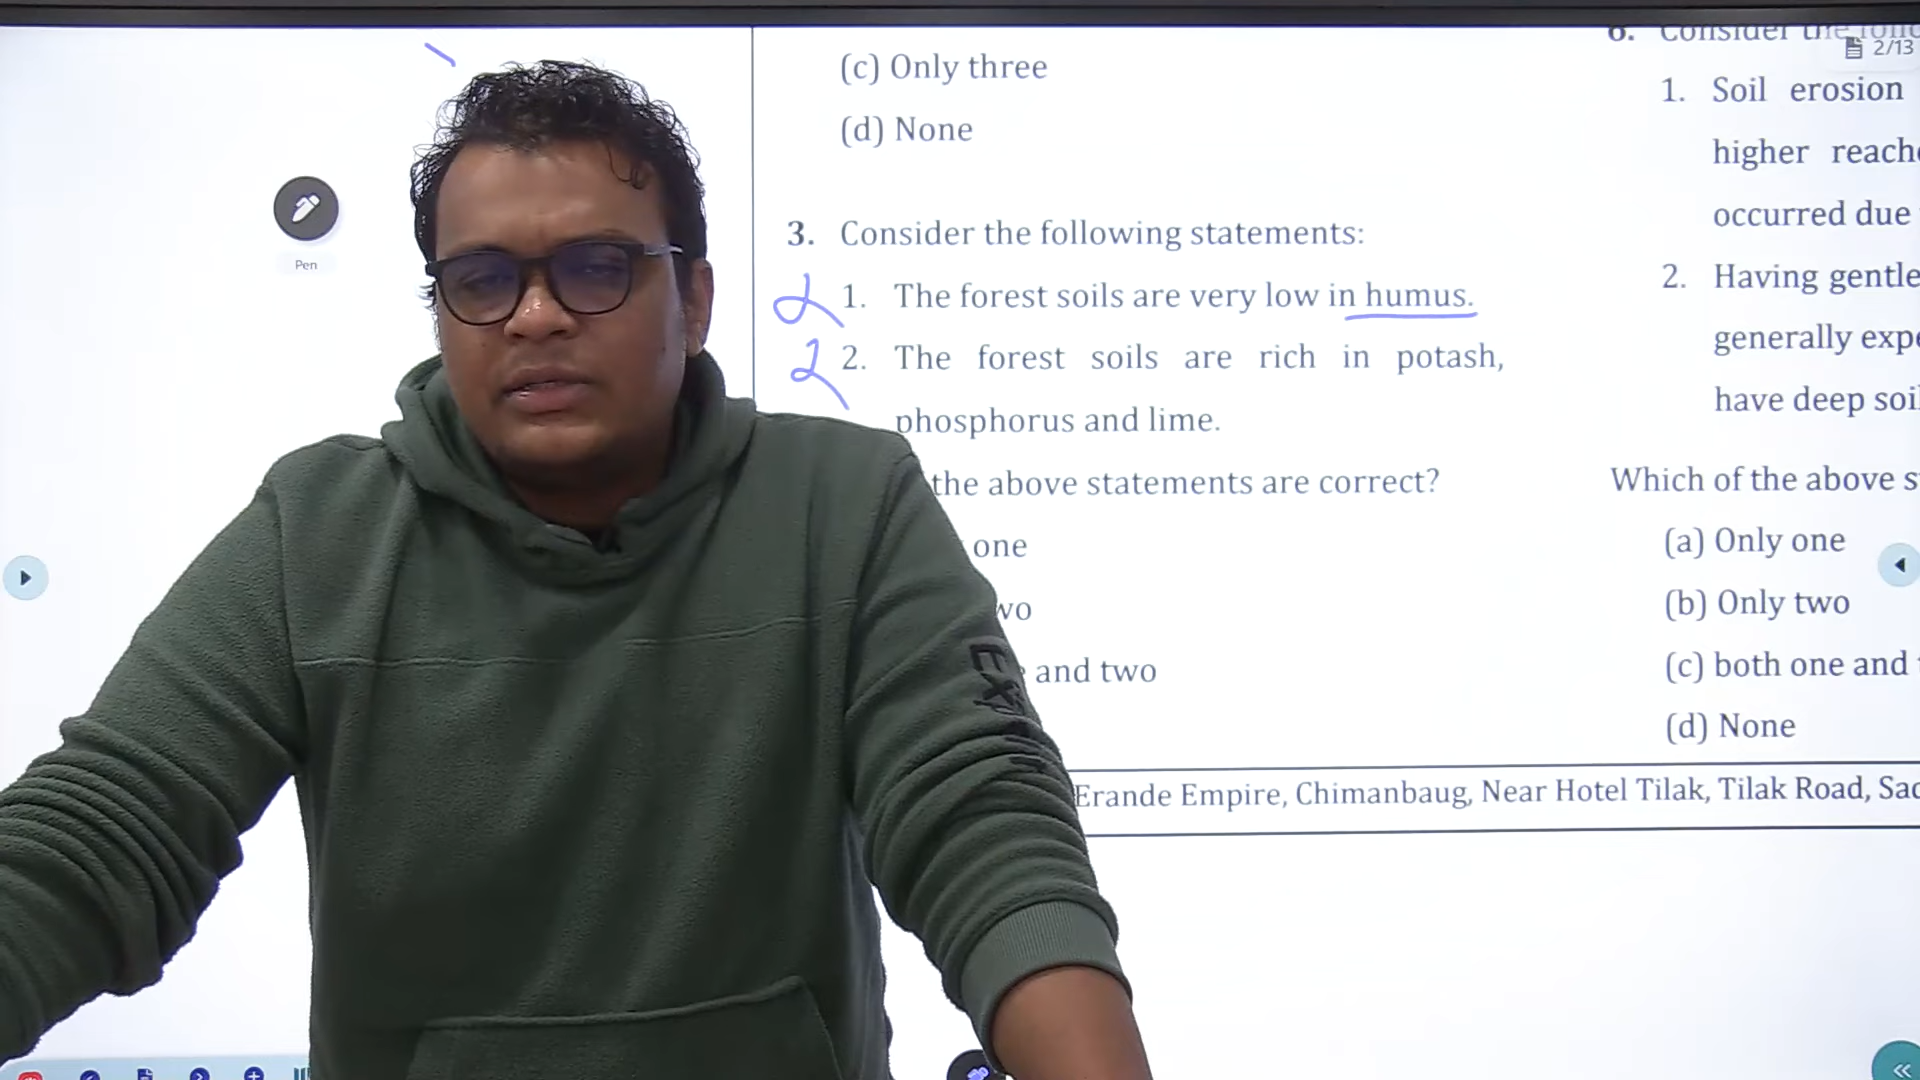 (c) Only three
(d) None
3. Consider the following statements:
1. The forest soils are very low in humus.
2. The forest soils are rich in potash,
phosphorus and lime.
the above statements are correct?
one
and two
6. Consider the
1. Soil erosion
higher
occurred due
2. Having gentle
generally
have deep
Which of the above
(a) Only one
(b) Only two
(c) both one and
(d) None
Erande Empire, Chimanbaug, Near Hotel Tilak, Tilak Road,
2/13
Pen